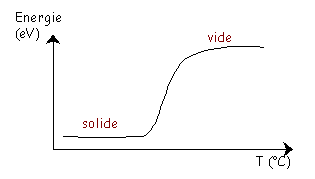 Energie
(eV)
vide
solide
T (°C)